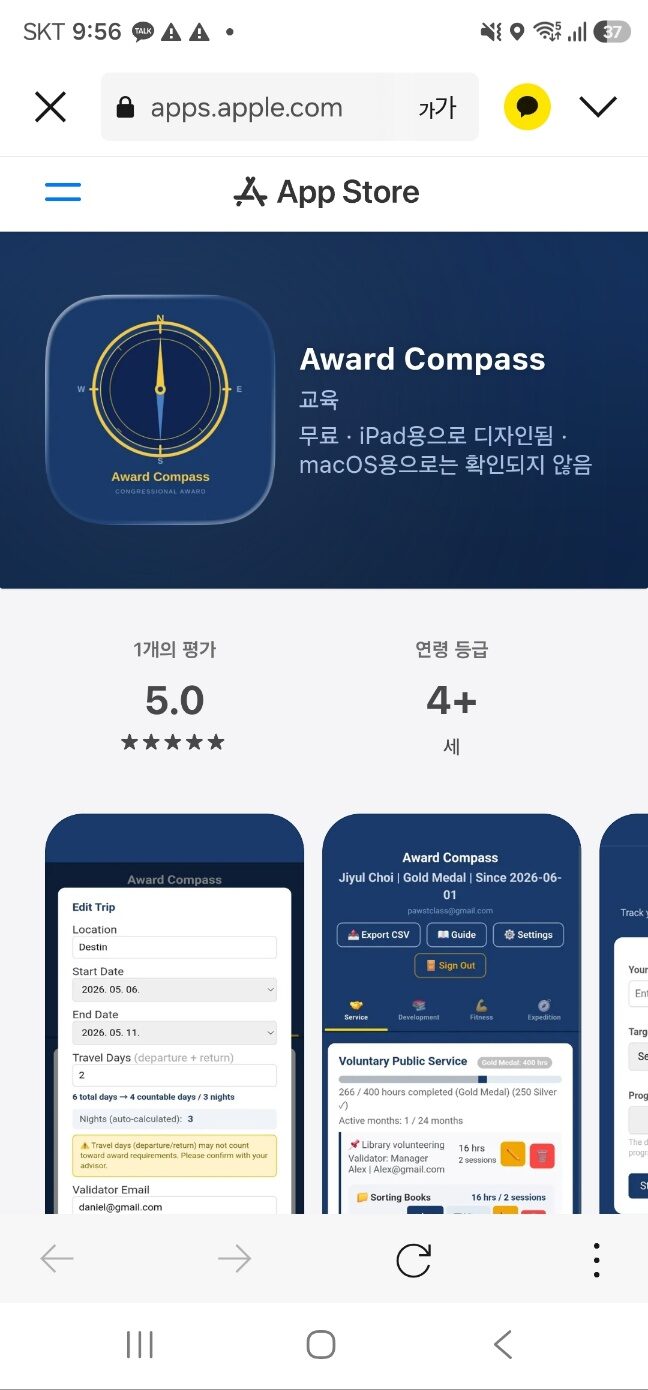 SKT 9:56 TALK
37
apps.apple.com 가가
App Store
N
W E
S
Award Compass
CONGRESSIONAL AWARD
Award Compass
교육
무료 · iPad용으로 디자인됨 ·
macOS용으로는 확인되지 않음
1개의 평가
5.0
★★★★★
연령 등급
4+
세
Award Compass
Edit Trip
Location
Destin
Start Date
2026. 05. 06.
End Date
2026. 05. 11.
Travel Days (departure + return)
2
6 total days → 4 countable days / 3 nights
Nights (auto-calculated): 3
⚠️ Travel days (departure/return) may not count
toward award requirements. Please confirm with your
advisor.
Validator Email
daniel@gmail.com
Award Compass
Jiyul Choi | Gold Medal | Since 2026-06-
01
pawstclass@gmail.com
Export CSV
Guide
Settings
Sign Out
Service
Development
Fitness
Expedition
Voluntary Public Service
Gold Medal: 400 hrs
266 / 400 hours completed (Gold Medal) (250 Silver
✓)
Active months: 1 / 24 months
Library volunteering
Validator: Manager
Alex | Alex@gmail.com
16 hrs
2 sessions
Sorting Books
16 hrs / 2 sessions
Track